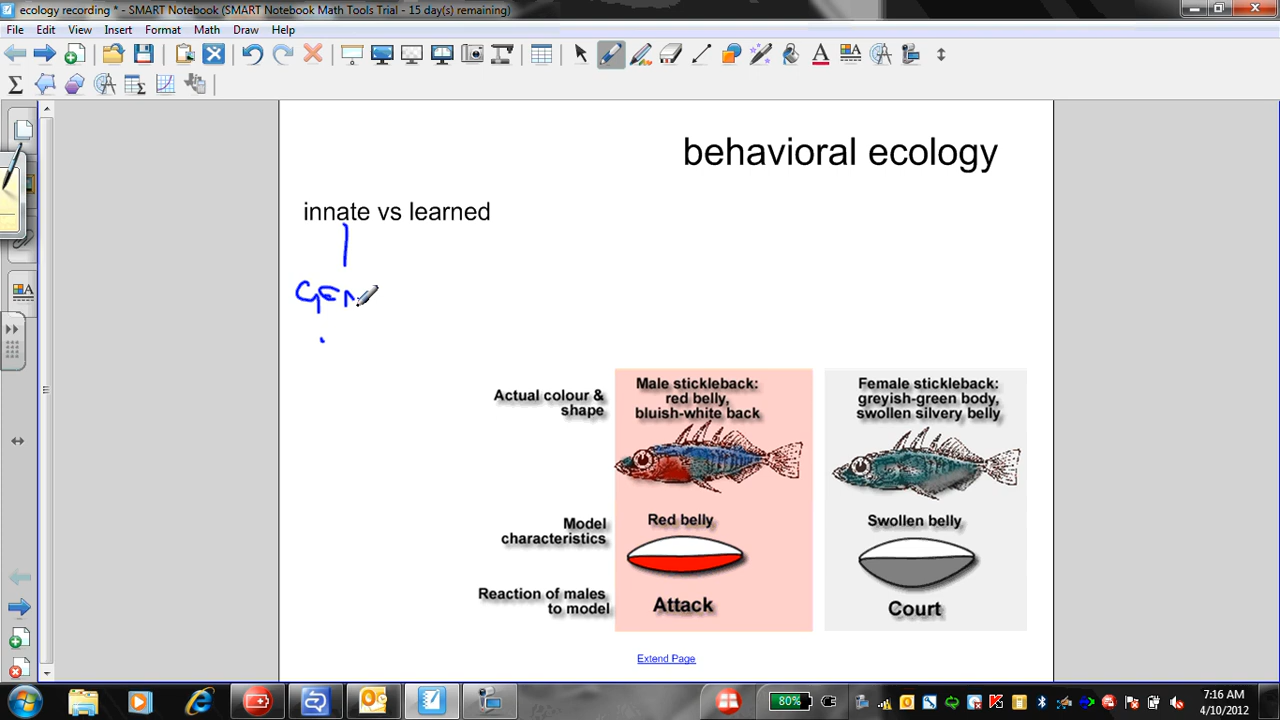 ecology recording * - SMART Notebook (SMART Notebook Math Tools Trial - 15 day(s) remaining)
File Edit View Insert Format Math Draw Help
behavioral ecology
innate vs learned
GEN
Actual colour &
shape
Male stickleback:
red belly,
bluish-white back
Female stickleback:
greyish-green body,
swollen silvery belly
Model
characteristics
Red belly
Swollen belly
Reaction of males
to model
Attack
Court
Extend Page
80%
7:16 AM
4/10/2012